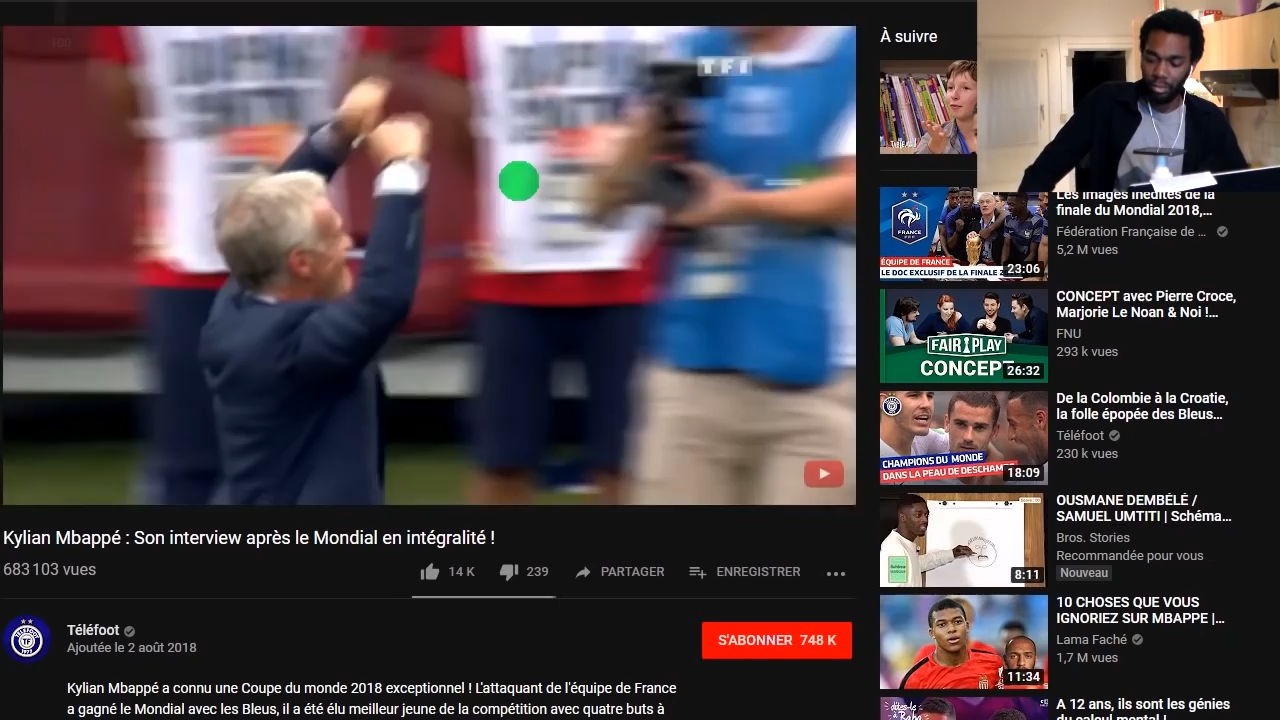 TF1
Kylian Mbappé : Son interview après le Mondial en intégralité !
683 103 vues
14 K
239
PARTAGER
ENREGISTRER
Téléfoot
Ajoutée le 2 août 2018
S'ABONNER 748 K
Kylian Mbappé a connu une Coupe du monde 2018 exceptionnel ! L'attaquant de l'équipe de France
a gagné le Mondial avec les Bleus, il a été élu meilleur jeune de la compétition avec quatre buts à
À suivre
FRANCE
ÉQUIPE DE FRANCE
LE DOC EXCLUSIF DE LA FINALE 2
23:06
Les images inédites de la
finale du Mondial 2018,...
Fédération Française de ...
5,2 M vues
FAIR PLAY
CONCEPT
26:32
CONCEPT avec Pierre Croce,
Marjorie Le Noan & Noi !...
FNU
293 k vues
CHAMPIONS DU MONDE
DANS LA PEAU DE DESCHAM
18:09
De la Colombie à la Croatie,
la folle épopée des Bleus...
Téléfoot
230 k vues
8:11
OUSMANE DEMBÉLÉ /
SAMUEL UMTITI | Schéma...
Bros. Stories
Recommandée pour vous
Nouveau
11:34
10 CHOSES QUE VOUS
IGNORIEZ SUR MBAPPE |...
Lama Faché
1,7 M vues
A 12 ans, ils sont les génies
du calcul mental !